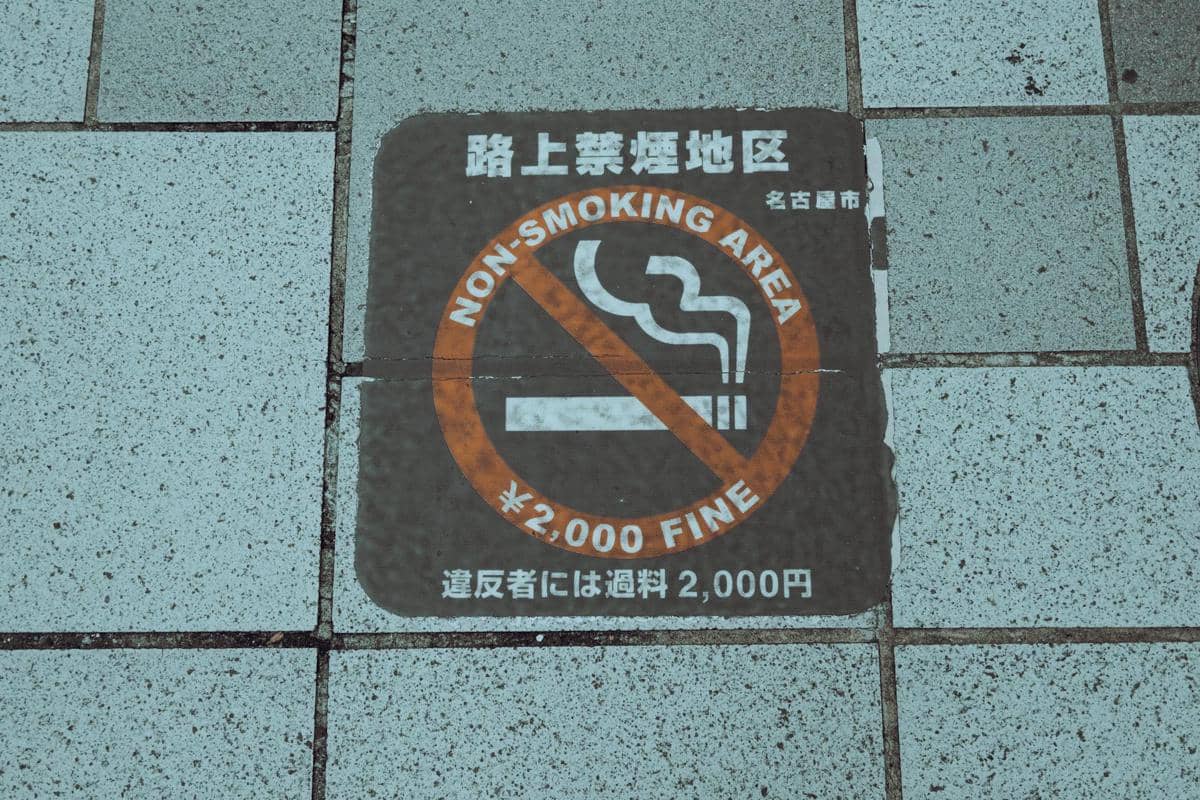 路上禁煙地区
名古屋市
NON-SMOKING AREA
¥2,000 FINE
違反者には過料 2,000円